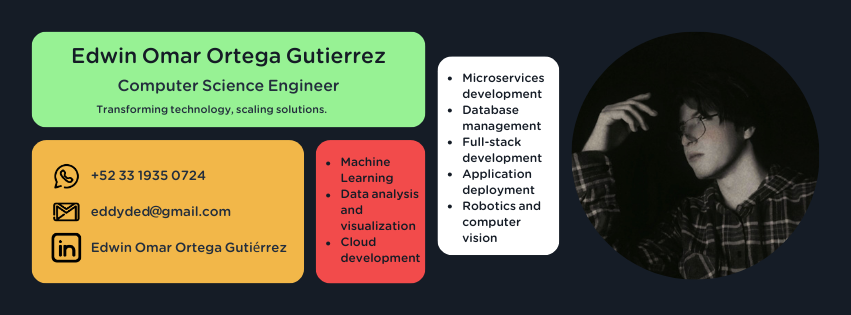 Edwin Omar Ortega Gutierrez
Computer Science Engineer
Transforming technology, scaling solutions.
+52 33 1935 0724
eddyded@gmail.com
in
Edwin Omar Ortega Gutiérrez
• Machine
Learning
• Data analysis
and
visualization
• Cloud
development
• Microservices
development
• Database
management
• Full-stack
development
• Application
deployment
• Robotics and
computer
vision